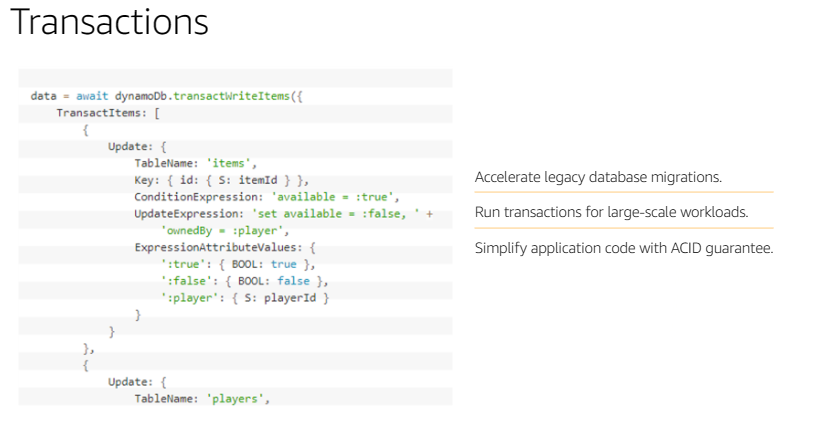 Transactions
data = await dynamoDb.transactWriteItems({
TransactItems: [
{
Update: {
TableName: 'items',
Key: { id: { S: itemId } },
ConditionExpression: 'available = :true',
UpdateExpression: 'set available = :false, ' +
'ownedBy = :player',
ExpressionAttributeValues: {
':true': { BOOL: true },
':false': { BOOL: false },
':player': { S: playerId }
}
}
},
{
Update: {
TableName: 'players',
Accelerate legacy database migrations.
Run transactions for large-scale workloads.
Simplify application code with ACID guarantee.